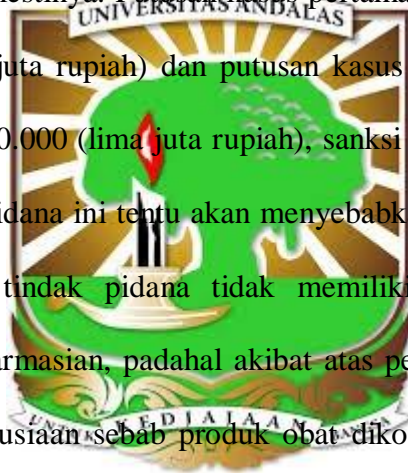 UNIVERSITAS ANDALAS
juta rupiah) dan putusan kasus
0.000 (lima juta rupiah), sanksi
idana ini tentu akan menyebabk
tindak pidana tidak memiliki
armasian, padahal akibat atas pe
KEDJAJAAN
usiaan sebab produk obat diko